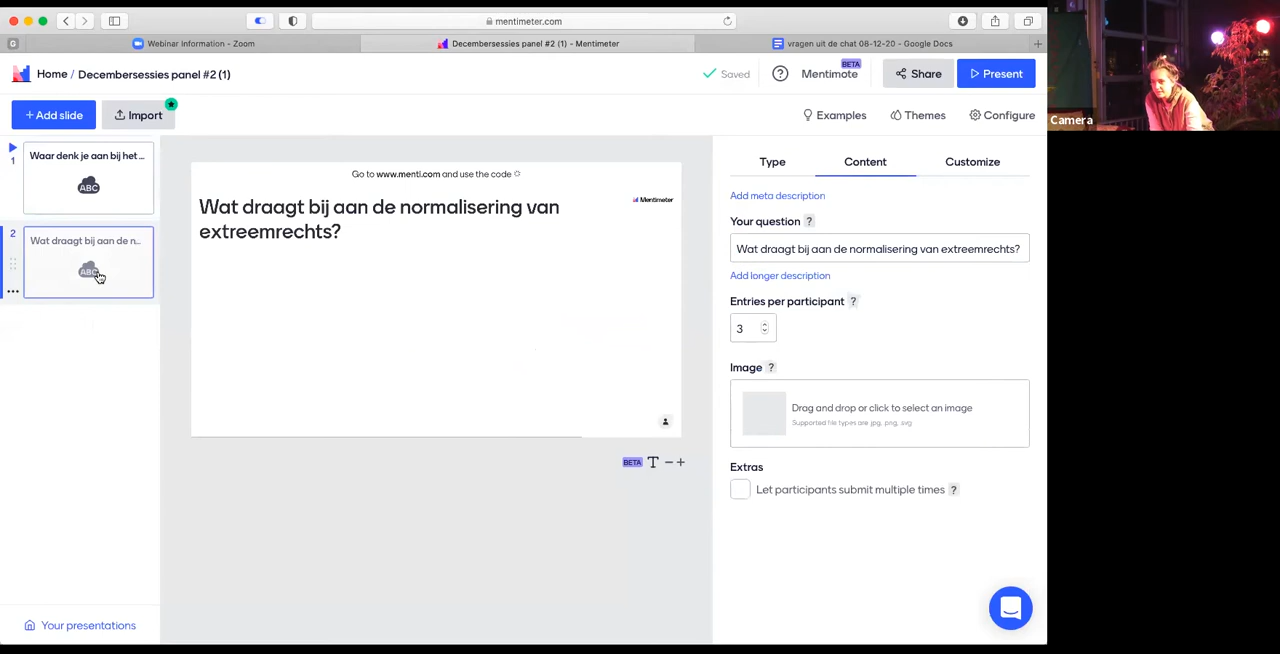 mentimeter.com
G
Webinar Information - Zoom
Decembersessies panel #2 (1) - Mentimeter
vragen uit de chat 08-12-20 - Google Docs
Home / Decembersessies panel #2 (1)
Saved
?
Mentimote
BETA
Share
Present
+ Add slide
Import
Examples
Themes
Configure
Camera
1
Waar denk je aan bij het ...
ABC
2
Wat draagt bij aan de n...
ABC
Go to www.menti.com and use the code
Mentimeter
Wat draagt bij aan de normalisering van
extreemrechts?
BETA T − +
Type
Content
Customize
Add meta description
Your question ?
Wat draagt bij aan de normalisering van extreemrechts?
Add longer description
Entries per participant ?
3
Image ?
Drag and drop or click to select an image
Supported file types are jpg, png, svg
Extras
Let participants submit multiple times ?
Your presentations